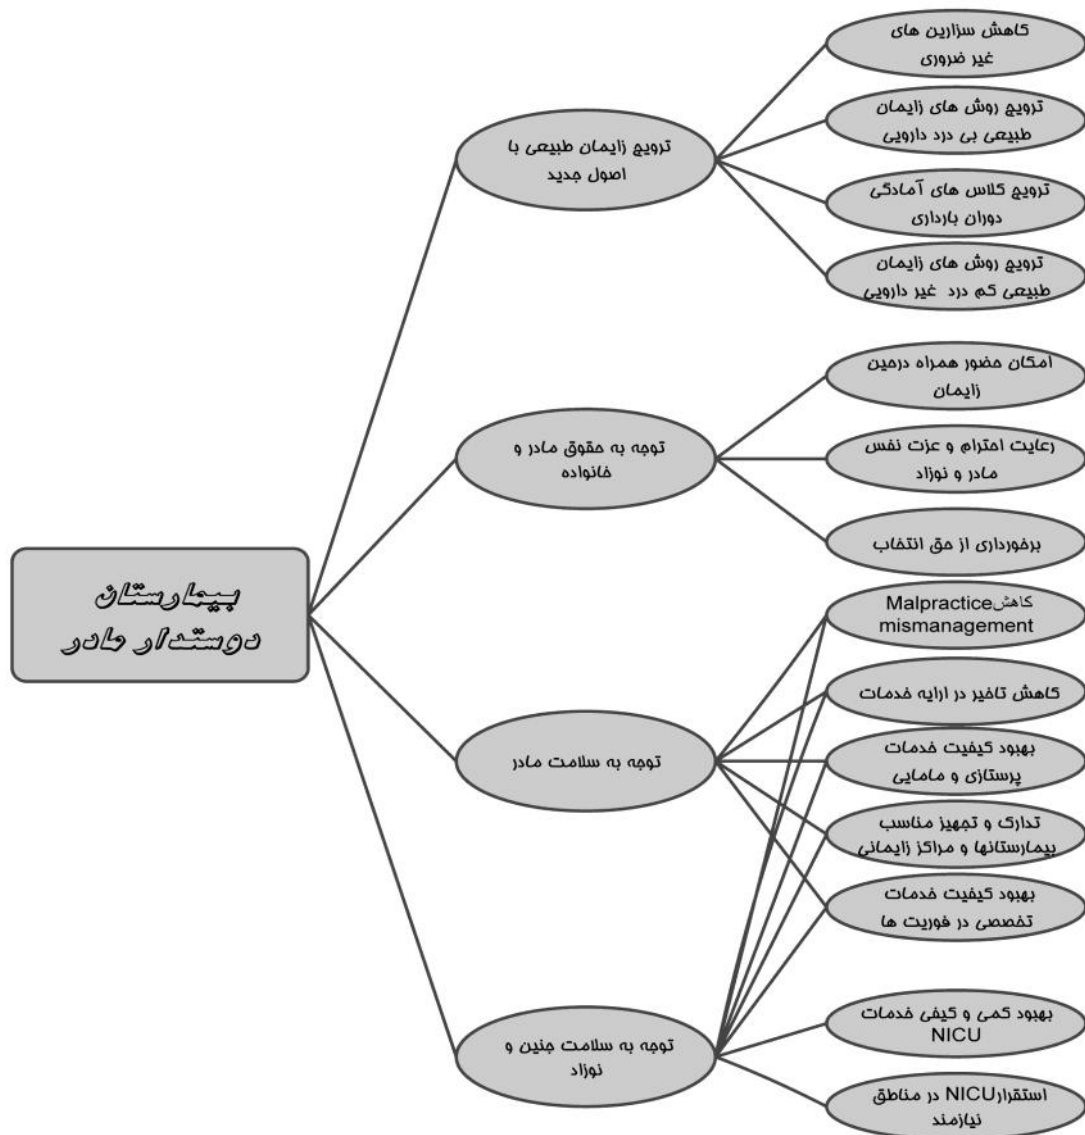 بیمارستان
دوستدار مادر
ترویج زایمان طبیعی با
اصول جدید
توجه به حقوق مادر و
خانواده
توجه به سلامت مادر
توجه به سلامت جنین و
نوزاد
کاهش سزارین های
غیر ضروری
ترویج روش های زایمان
طبیعی بی درد دارویی
ترویج کلاس های آمادگی
دوران بارداری
ترویج روش های زایمان
طبیعی کم درد غیر دارویی
امکان حضور همراه درحین
زایمان
رعایت احترام و عزت نفس
مادر و نوزاد
برخورداری از حق انتخاب
کاهش Malpractice
mismanagement
کاهش تاخیر در ارایه خدمات
بهبود کیفیت خدمات
پرستازی و مامایی
تدارک و تجهیز مناسب
بیمارستانها و مراکز زایمانی
بهبود کیفیت خدمات
تخصصی در فوریت ها
بهبود کمی و کیفی خدمات
NICU
استقرار NICU در مناطق
نیازمند